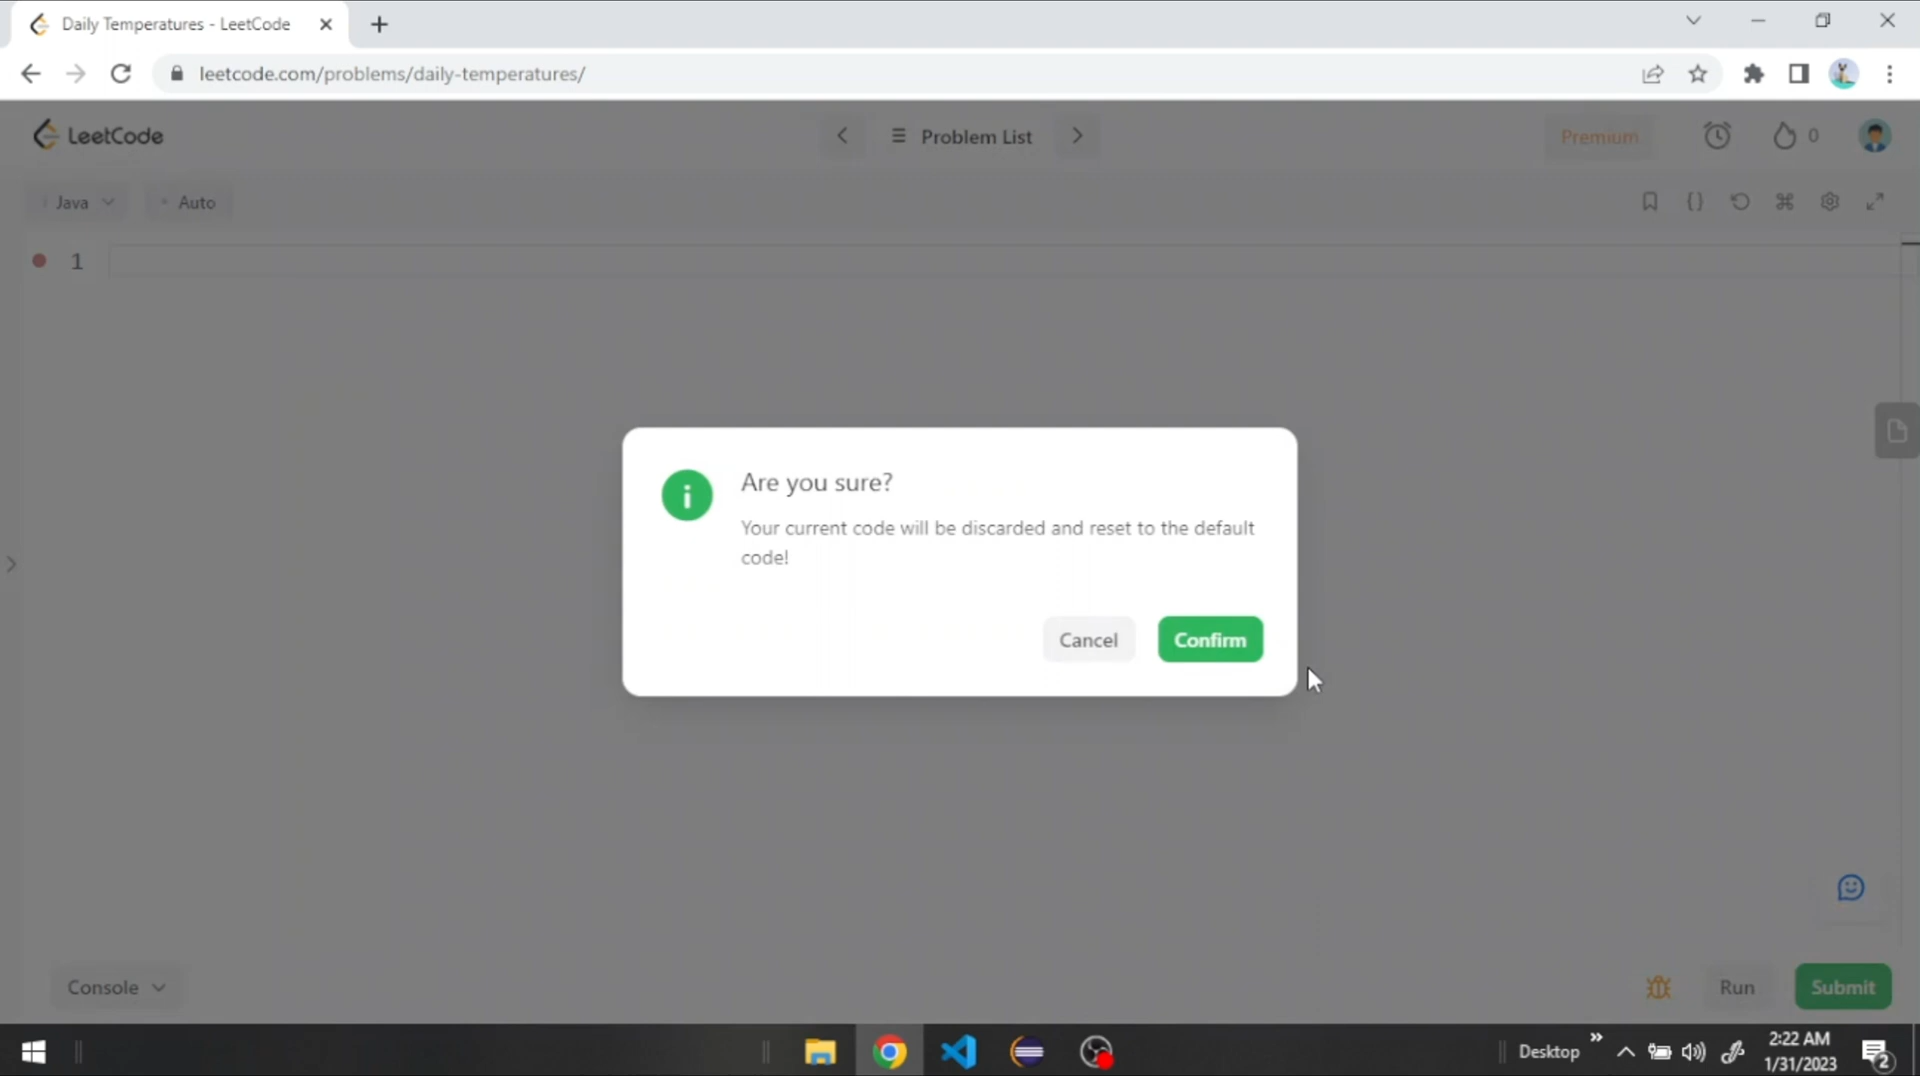 Daily Temperatures - LeetCode
leetcode.com/problems/daily-temperatures/
LeetCode
Problem List
Premium
0
Java
Auto
{}
1
Are you sure?
Your current code will be discarded and reset to the default
code!
Cancel
Confirm
Console
Run
Submit
Desktop
2:22 AM
1/31/2023
2